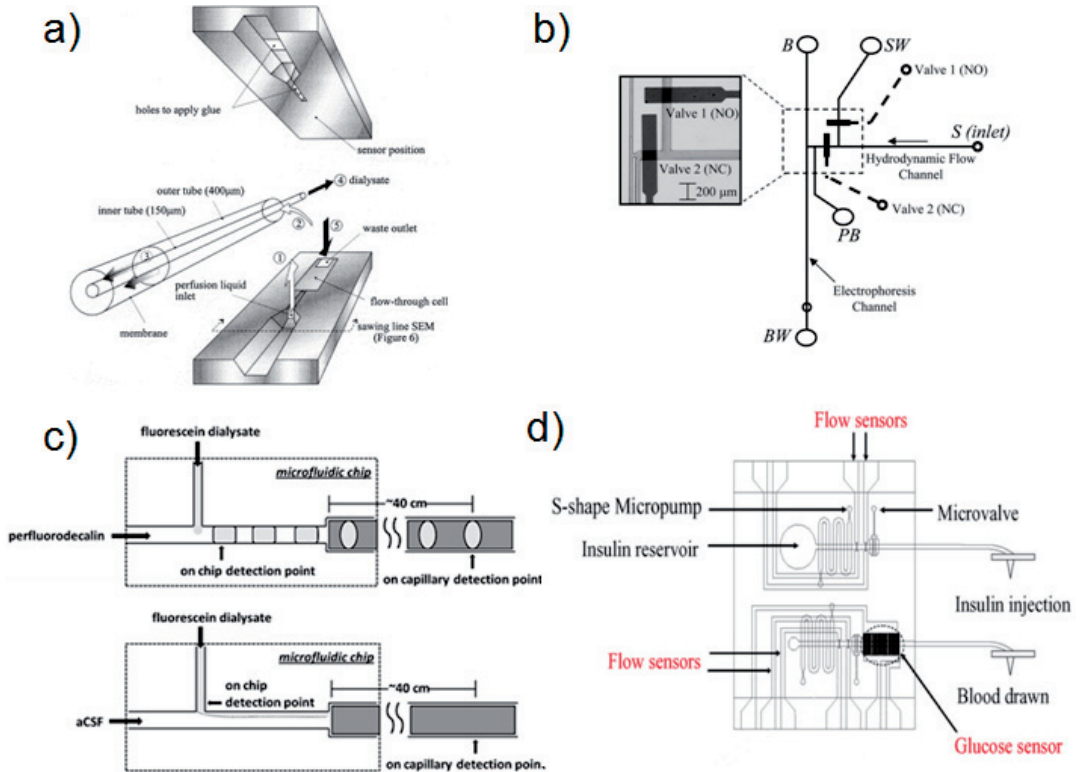 a)
holes to apply glue
sensor position
④ dialysate
outer tube (400µm)
inner tube (150µm)
②
⑤
③
waste outlet
①
perfusion liquid
inlet
flow-through cell
membrane
sawing line SEM
(Figure 6)
b)
B
SW
Valve 1 (NO)
Valve 1 (NO)
S (inlet)
Hydrodynamic Flow
Channel
Valve 2 (NC)
200 µm
Valve 2 (NC)
PB
Electrophoresis
Channel
BW
c)
fluorescein dialysate
microfluidic chip
~40 cm
perfluorodecalin
on chip detection point
on capillary detection point
fluorescein dialysate
microfluidic chip
on chip
detection point
~40 cm
aCSF
on capillary detection poin.
d)
Flow sensors
S-shape Micropump
Microvalve
Insulin reservoir
Insulin injection
Flow sensors
Blood drawn
Glucose sensor